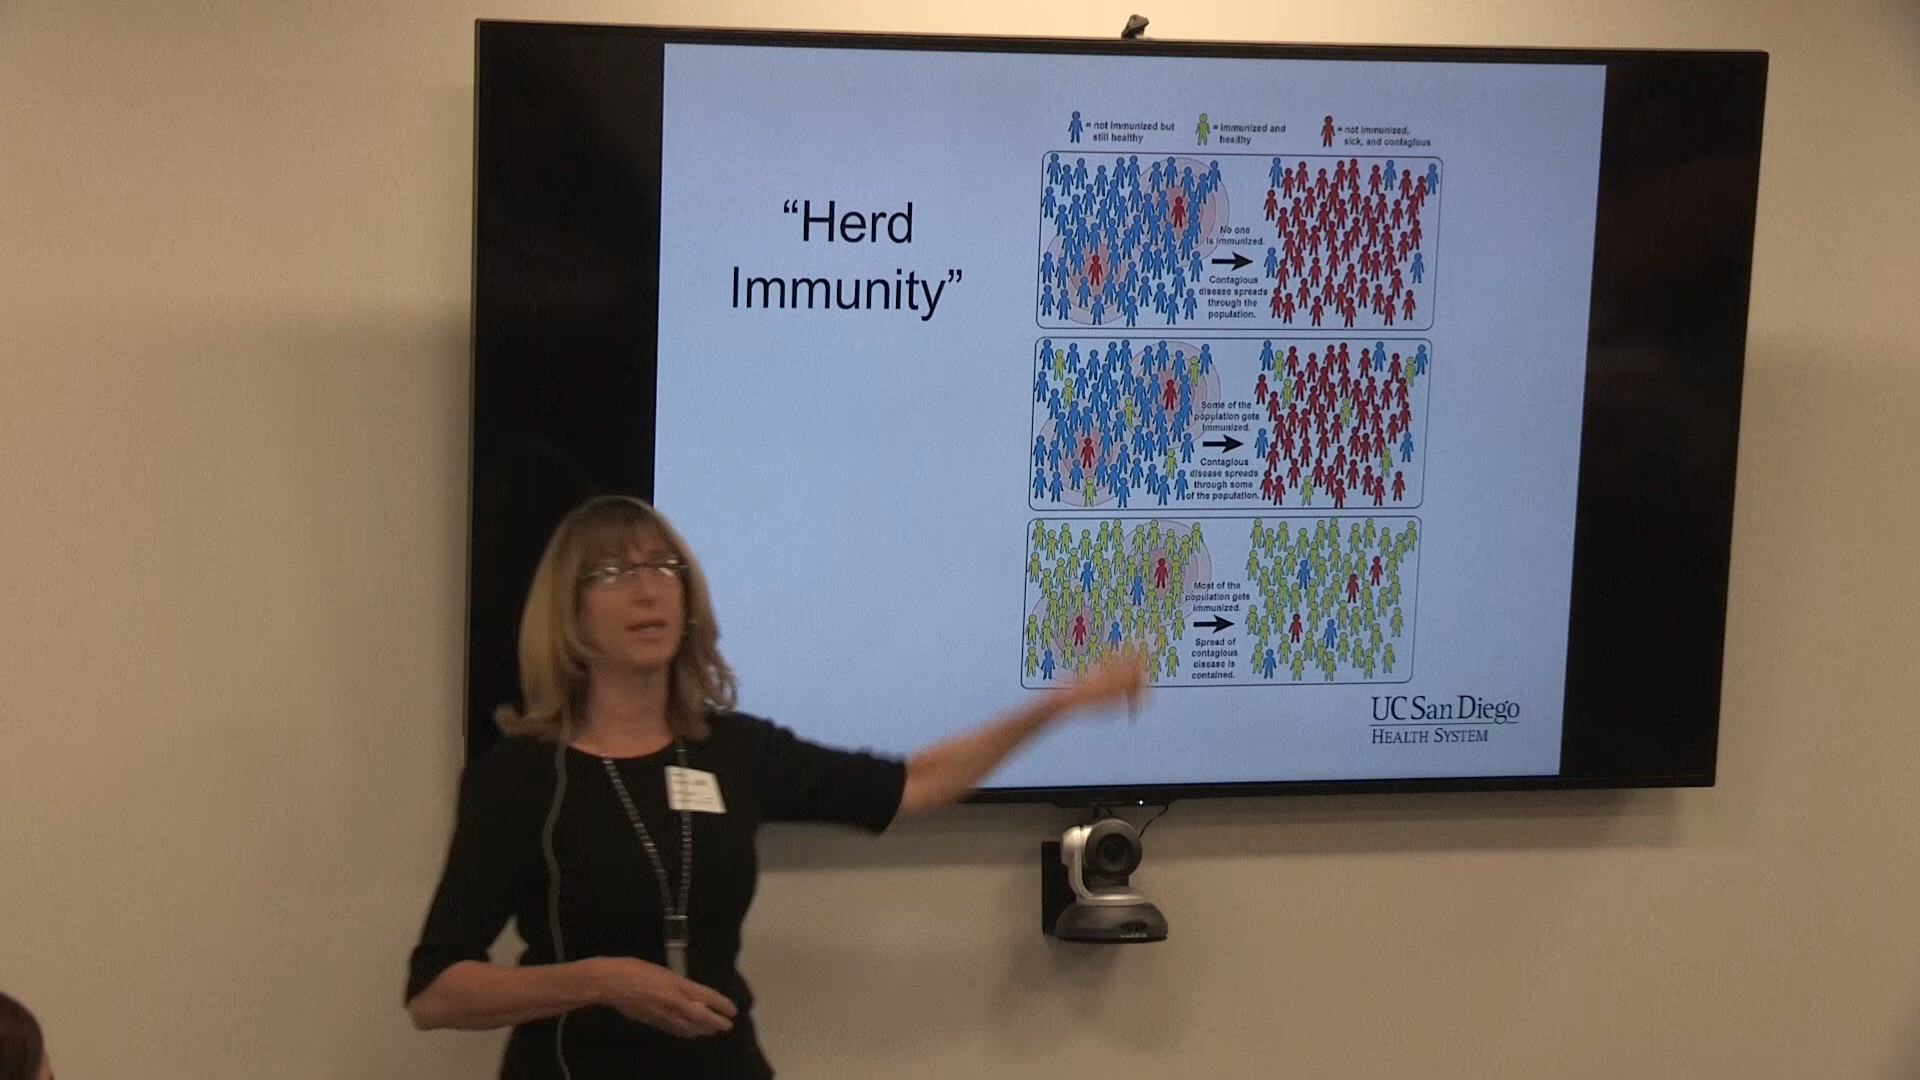 “Herd
Immunity”
= not immunized but
still healthy
= immunized and
healthy
= not immunized,
sick, and contagious
No one
is immunized.
Contagious
disease spreads
through the
population.
Some of the
population gets
immunized.
Contagious
disease spreads
through some
of the population.
Most of the
population gets
immunized.
Spread of
contagious
disease is
contained.
UC San Diego
HEALTH SYSTEM